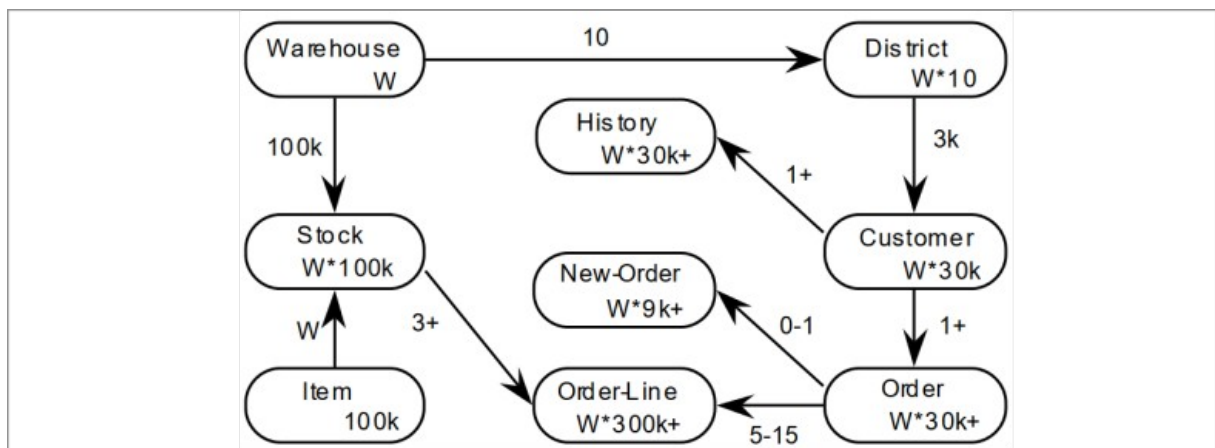 Warehouse
W
10
District
W*10
100k
History
W*30k+
1+
3k
Stock
W*100k
New-Order
W*9k+
Customer
W*30k
W
3+
0-1
1+
Item
100k
Order-Line
W*300k+
5-15
Order
W*30k+